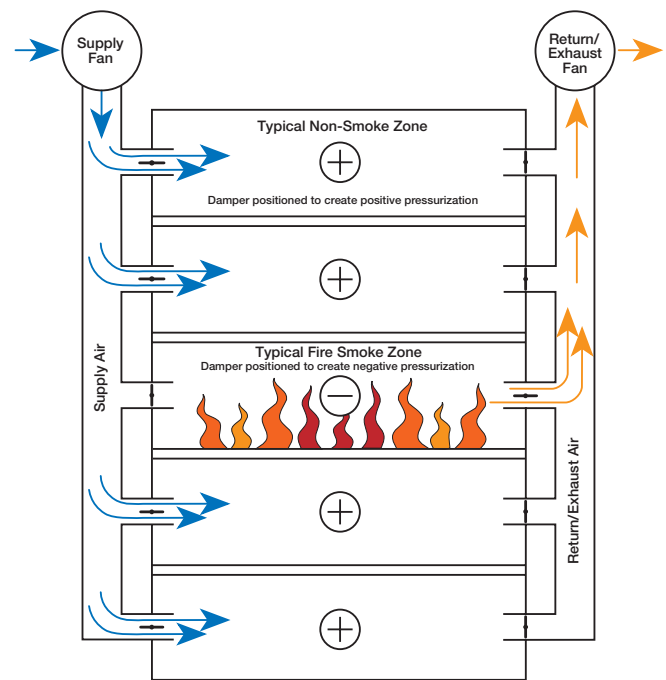 Supply
Fan
Return/
Exhaust
Fan
Typical Non-Smoke Zone
Damper positioned to create positive pressurization
Typical Fire Smoke Zone
Damper positioned to create negative pressurization
Supply Air
Return/Exhaust Air